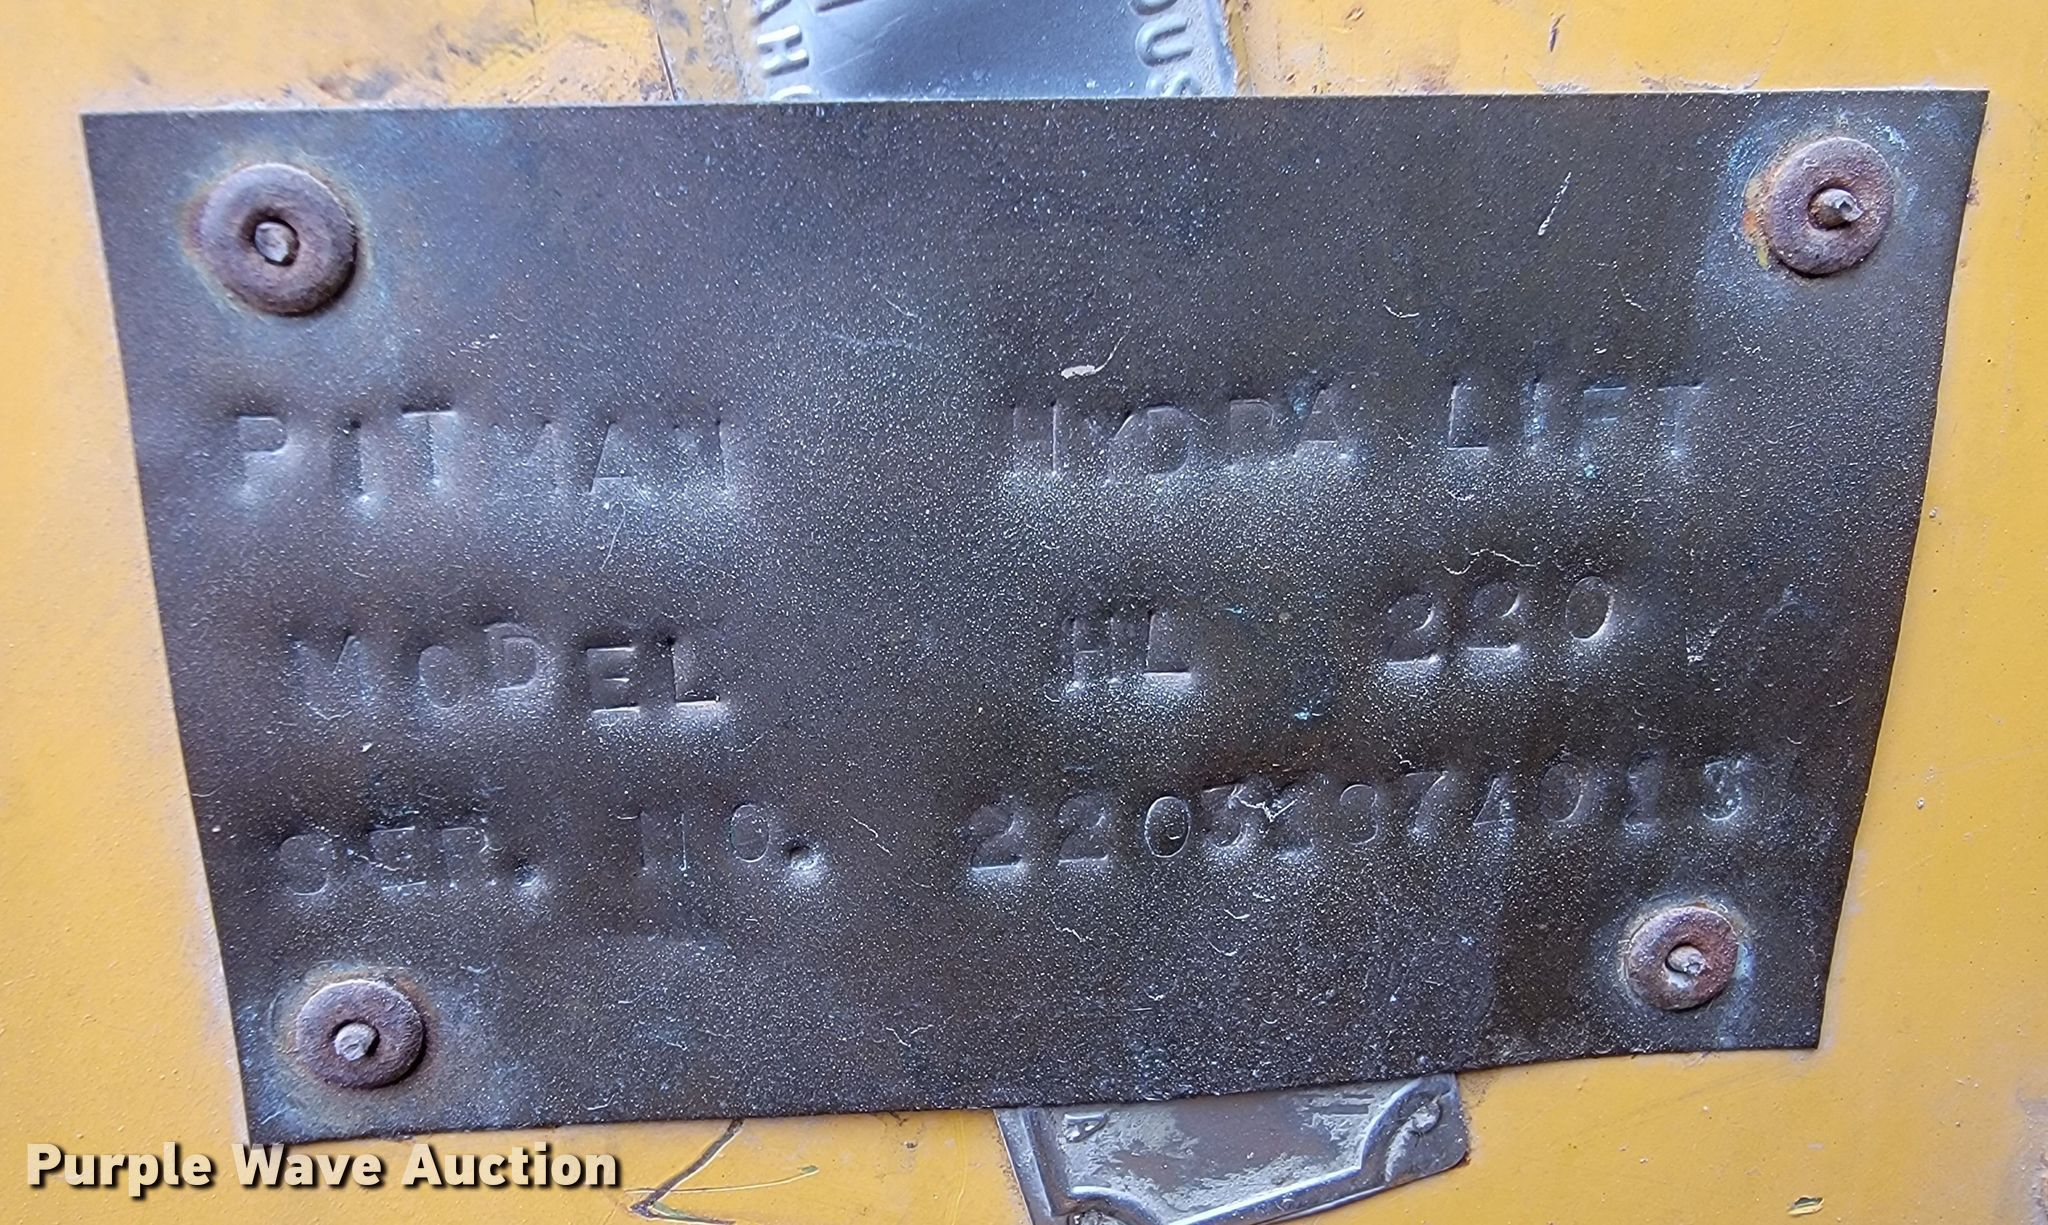 PITMAN HYDRA LIFT
MODEL HL 220
SER. NO.
Purple Wave Auction